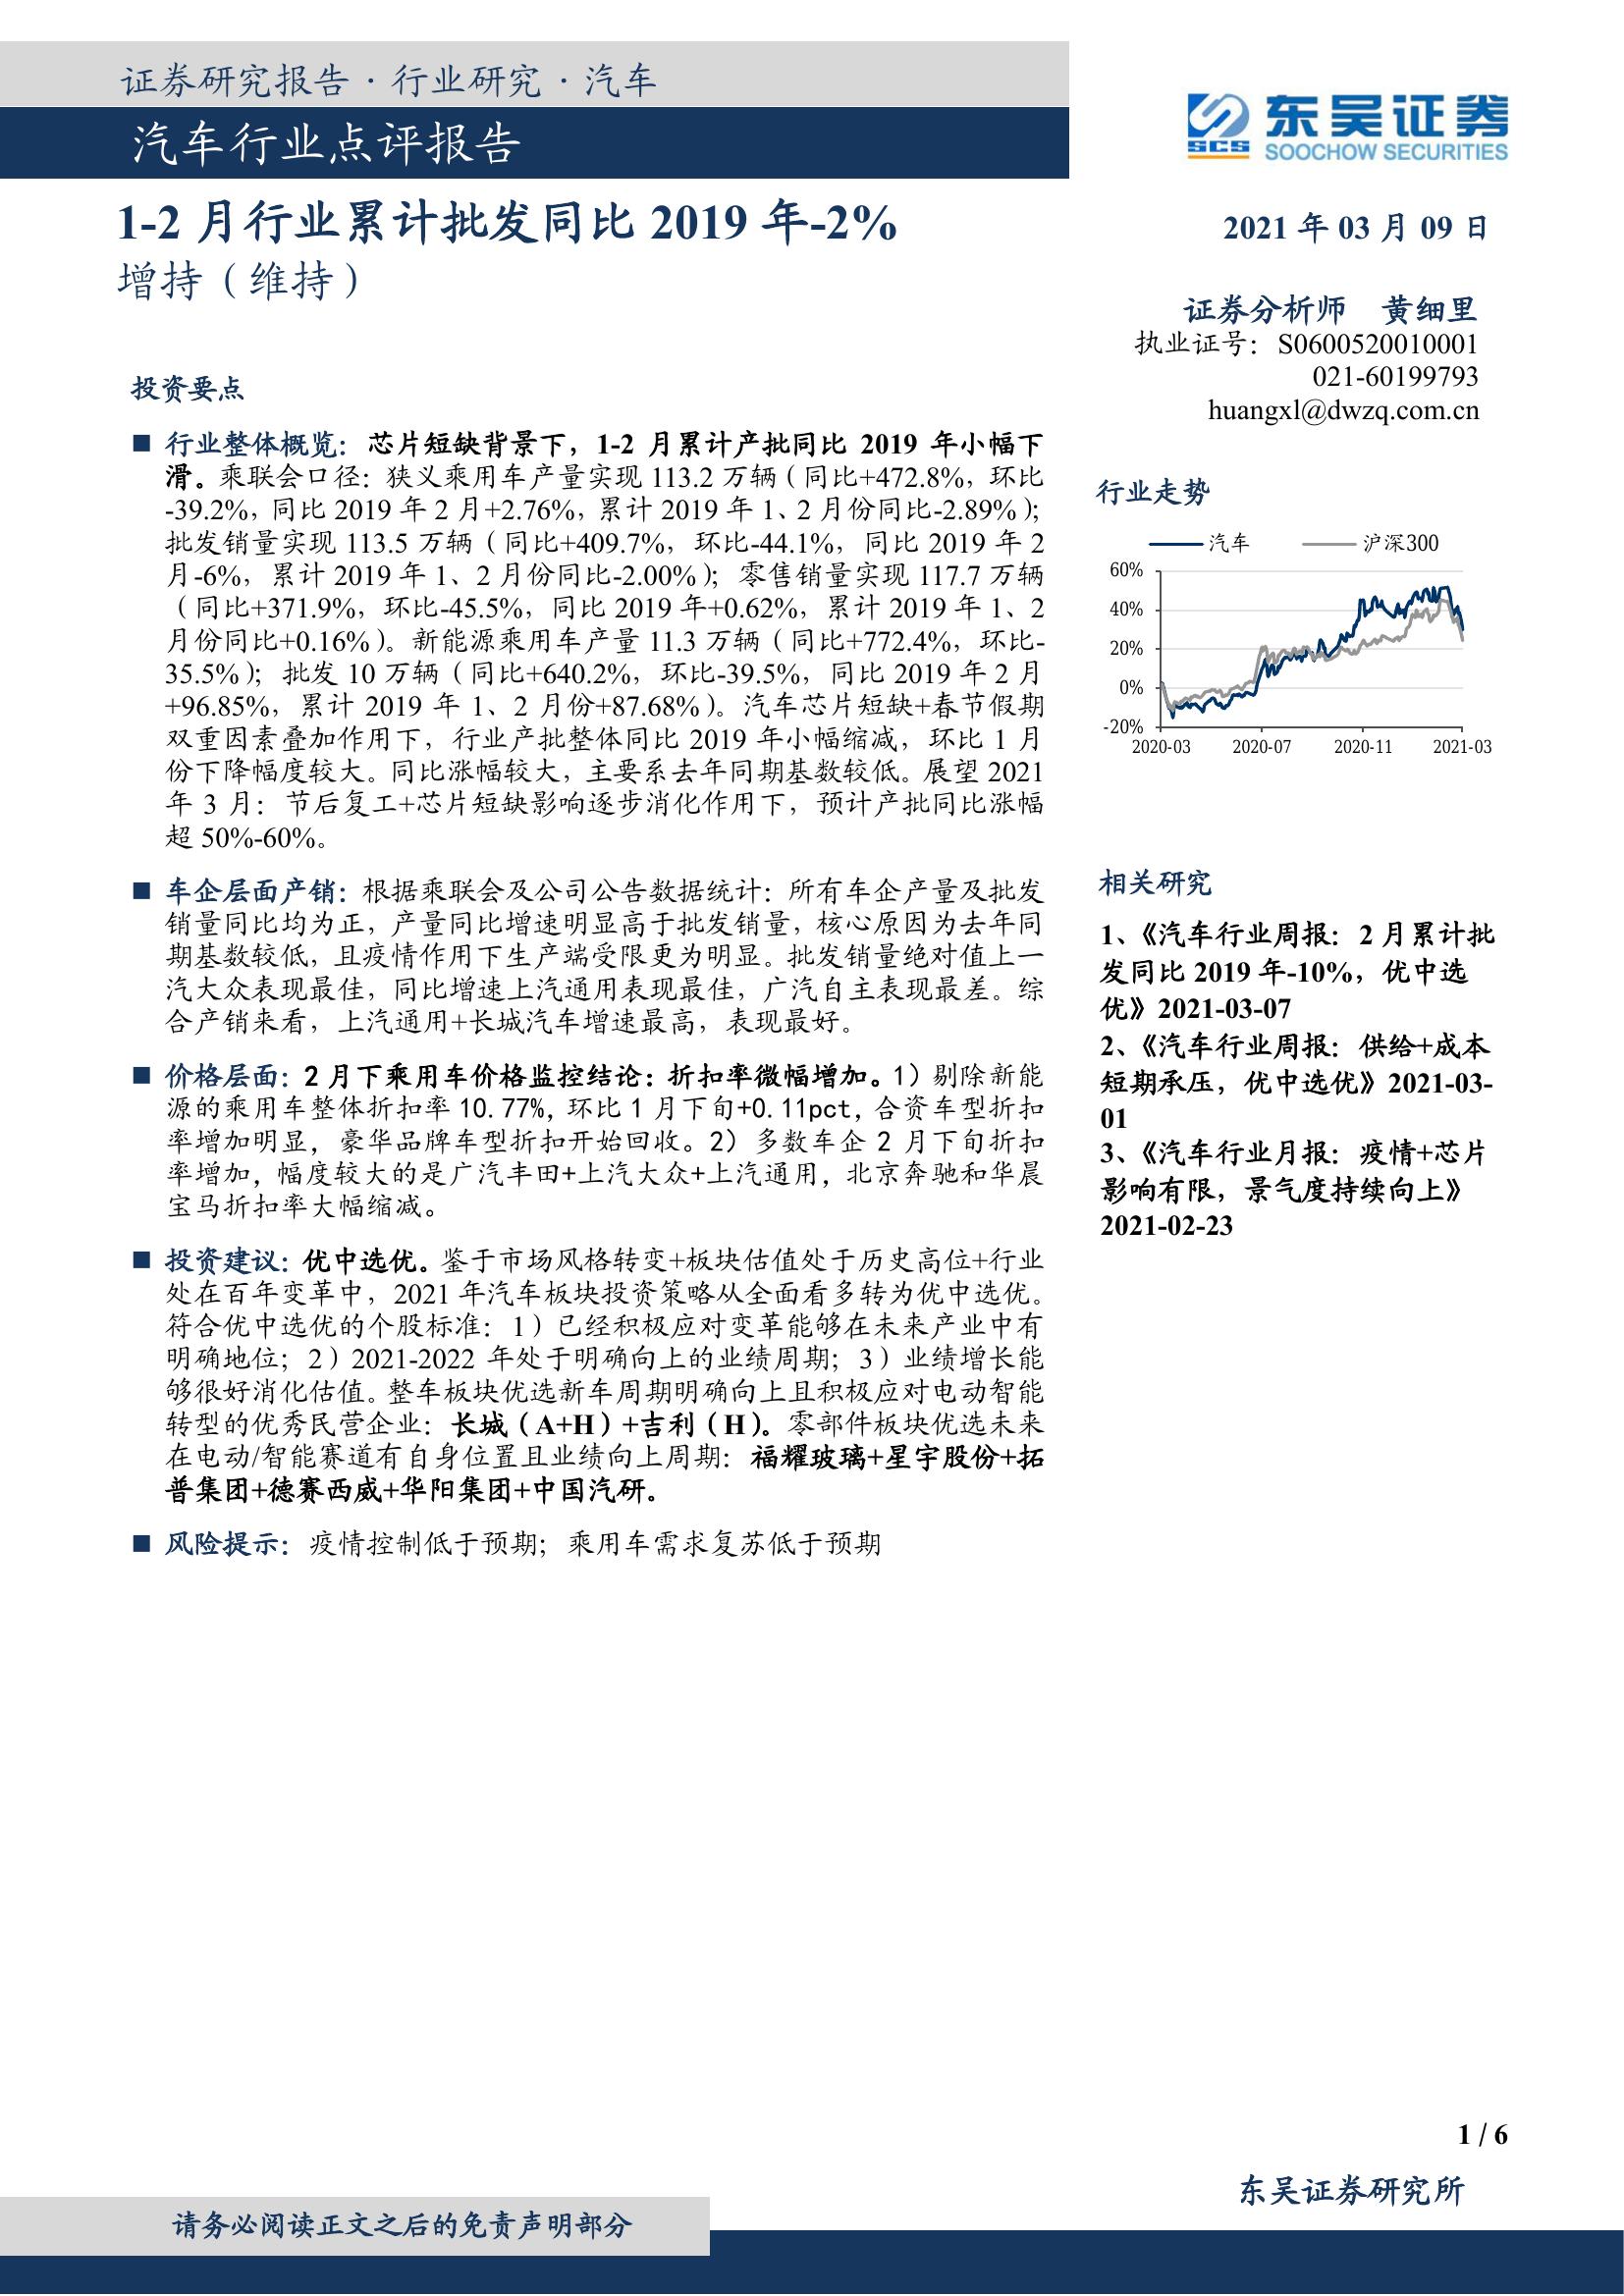 证券研究报告·行业研究·汽车
汽车行业点评报告
东吴证券
SCS
SOOCHOW SECURITIES
1-2 月行业累计批发同比 2019 年-2%
增持（维持）
2021 年 03 月 09 日
证券分析师 黄细里
执业证号：S0600520010001
021-60199793
huangxl@dwzq.com.cn
投资要点
■ 行业整体概览：芯片短缺背景下，1-2 月累计产批同比 2019 年小幅下
滑。乘联会口径：狭义乘用车产量实现 113.2 万辆（同比+472.8%，环比
-39.2%，同比 2019 年 2 月+2.76%，累计 2019 年 1、2 月份同比-2.89%）；
批发销量实现 113.5 万辆（同比+409.7%，环比-44.1%，同比 2019 年 2
月-6%，累计 2019 年 1、2 月份同比-2.00%）；零售销量实现 117.7 万辆
（同比+371.9%，环比-45.5%，同比 2019 年+0.62%，累计 2019 年 1、2
月份同比+0.16%）。新能源乘用车产量 11.3 万辆（同比+772.4%，环比-
35.5%）；批发 10 万辆（同比+640.2%，环比-39.5%，同比 2019 年 2 月
+96.85%，累计 2019 年 1、2 月份+87.68%）。汽车芯片短缺+春节假期
双重因素叠加作用下，行业产批整体同比 2019 年小幅缩减，环比 1 月
份下降幅度较大。同比涨幅较大，主要系去年同期基数较低。展望 2021
年 3 月：节后复工+芯片短缺影响逐步消化作用下，预计产批同比涨幅
超 50%-60%。
■ 车企层面产销：根据乘联会及公司公告数据统计：所有车企产量及批发
销量同比均为正，产量同比增速明显高于批发销量，核心原因为去年同
期基数较低，且疫情作用下生产端受限更为明显。批发销量绝对值上一
汽大众表现最佳，同比增速上汽通用表现最佳，广汽自主表现最差。综
合产销来看，上汽通用+长城汽车增速最高，表现最好。
■ 价格层面：2 月下乘用车价格监控结论：折扣率微幅增加。1）剔除新能
源的乘用车整体折扣率 10.77%，环比 1 月下旬+0.11pct，合资车型折扣
率增加明显，豪华品牌车型折扣开始回收。2）多数车企 2 月下旬折扣
率增加，幅度较大的是广汽丰田+上汽大众+上汽通用，北京奔驰和华晨
宝马折扣率大幅缩减。
■ 投资建议：优中选优。鉴于市场风格转变+板块估值处于历史高位+行业
处在百年变革中，2021 年汽车板块投资策略从全面看多转为优中选优。
符合优中选优的个股标准：1）已经积极应对变革能够在未来产业中有
明确地位；2）2021-2022 年处于明确向上的业绩周期；3）业绩增长能
够很好消化估值。整车板块优选新车周期明确向上且积极应对电动智能
转型的优秀民营企业：长城（A+H）+吉利（H）。零部件板块优选未来
在电动/智能赛道有自身位置且业绩向上周期：福耀玻璃+星宇股份+拓
普集团+德赛西威+华阳集团+中国汽研。
■ 风险提示：疫情控制低于预期；乘用车需求复苏低于预期
行业走势
汽车 沪深300
60%
40%
20%
0%
-20%
2020-03 2020-07 2020-11 2021-03
相关研究
1、《汽车行业周报：2 月累计批
发同比 2019 年-10%，优中选
优》2021-03-07
2、《汽车行业周报：供给+成本
短期承压，优中选优》2021-03-
01
3、《汽车行业月报：疫情+芯片
影响有限，景气度持续向上》
2021-02-23
1 / 6
东吴证券研究所
请务必阅读正文之后的免责声明部分